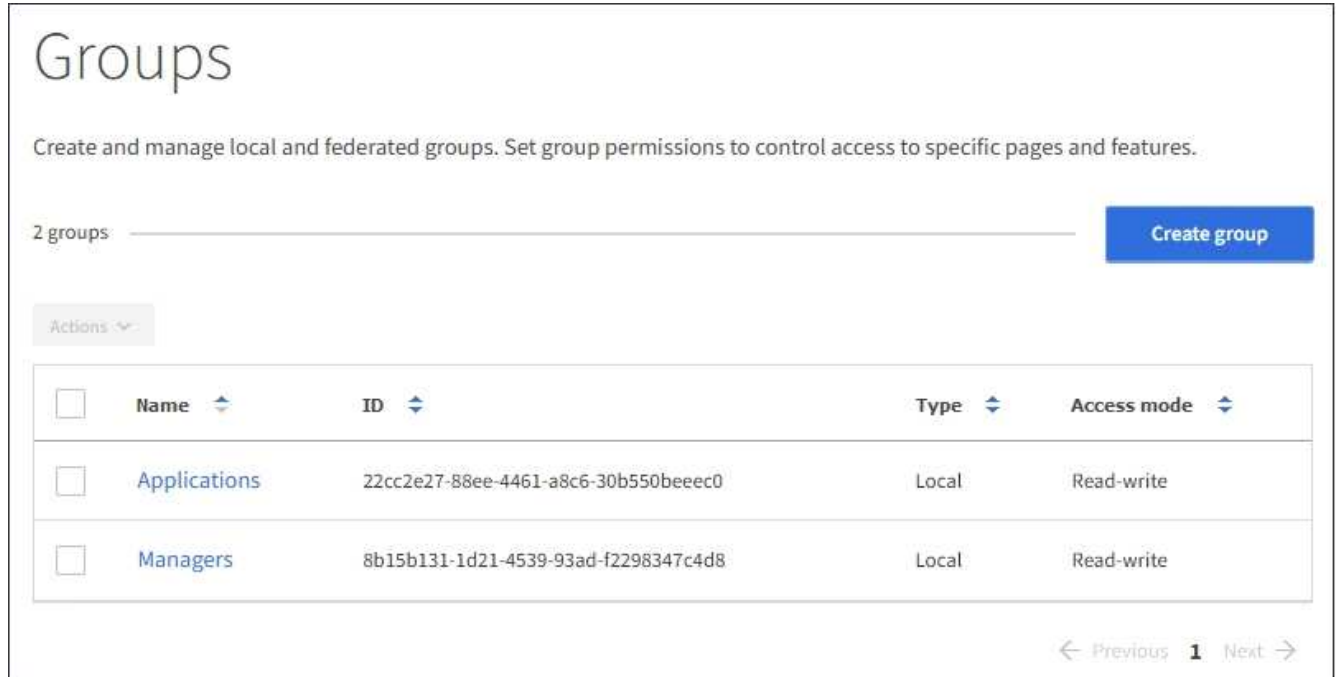 Groups
Create and manage local and federated groups. Set group permissions to control access to specific pages and features.
2 groups
Create group
Actions
Name ID Type Access mode
Applications 22cc2e27-88ee-4461-a8c6-30b550beeec0 Local Read-write
Managers 8b15b131-1d21-4539-93ad-f2298347c4d8 Local Read-write
← Previous 1 Next →